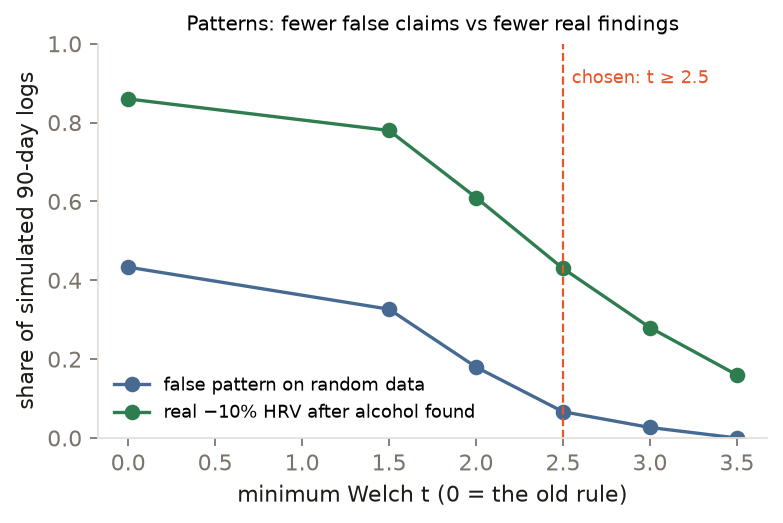 Patterns: fewer false claims vs fewer real findings
share of simulated 90-day logs
1.0
0.8
0.6
0.4
0.2
0.0
chosen: t ≥ 2.5
false pattern on random data
real −10% HRV after alcohol found
0.0 0.5 1.0 1.5 2.0 2.5 3.0 3.5
minimum Welch t (0 = the old rule)